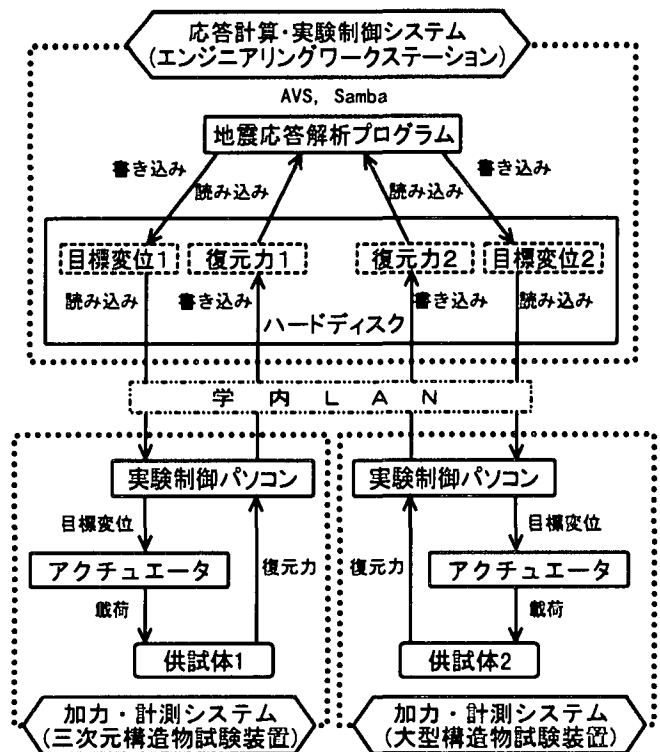 応答計算・実験制御システム
(エンジニアリングワークステーション)
AVS, Samba
地震応答解析プログラム
書き込み
読み込み
読み込み
書き込み
目標変位1
復元力1
復元力2
目標変位2
読み込み
書き込み
書き込み
読み込み
ハードディスク
学内LAN
実験制御パソコン
実験制御パソコン
目標変位
目標変位
アクチュエータ
復元力
復元力
アクチュエータ
載荷
載荷
供試体1
供試体2
加力・計測システム
(三次元構造物試験装置)
加力・計測システム
(大型構造物試験装置)